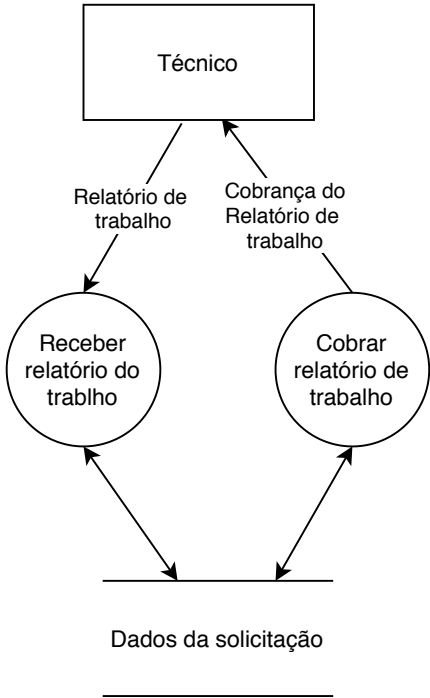 Técnico
Relatório de
trabalho
Cobrança do
Relatório de
trabalho
Receber
relatório do
trablho
Cobrar
relatório de
trabalho
Dados da solicitação